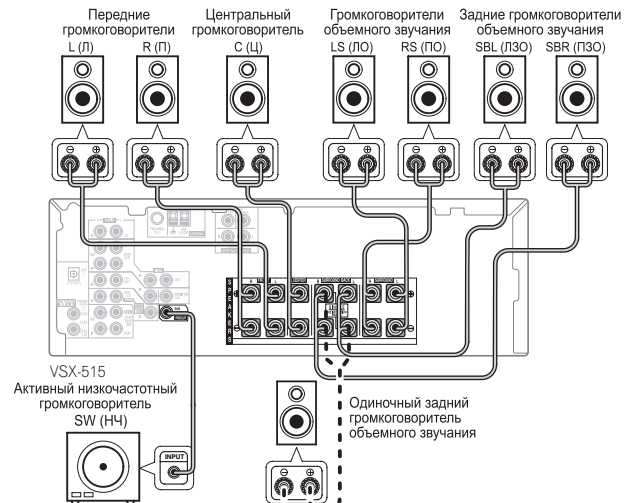 Передние
громкоговорители
L (Л) R (П)
Центральный
громкоговоритель
C (Ц)
Громкоговорители
объемного звучания
LS (ЛО) RS (ПО)
Задние громкоговорители
объемного звучания
SBL (ЛЗО) SBR (ПЗО)
SPEAKERS
VSX-515
Активный низкочастотный
громкоговоритель
SW (НЧ)
INPUT
Одиночный задний
громкоговоритель
объемного звучания